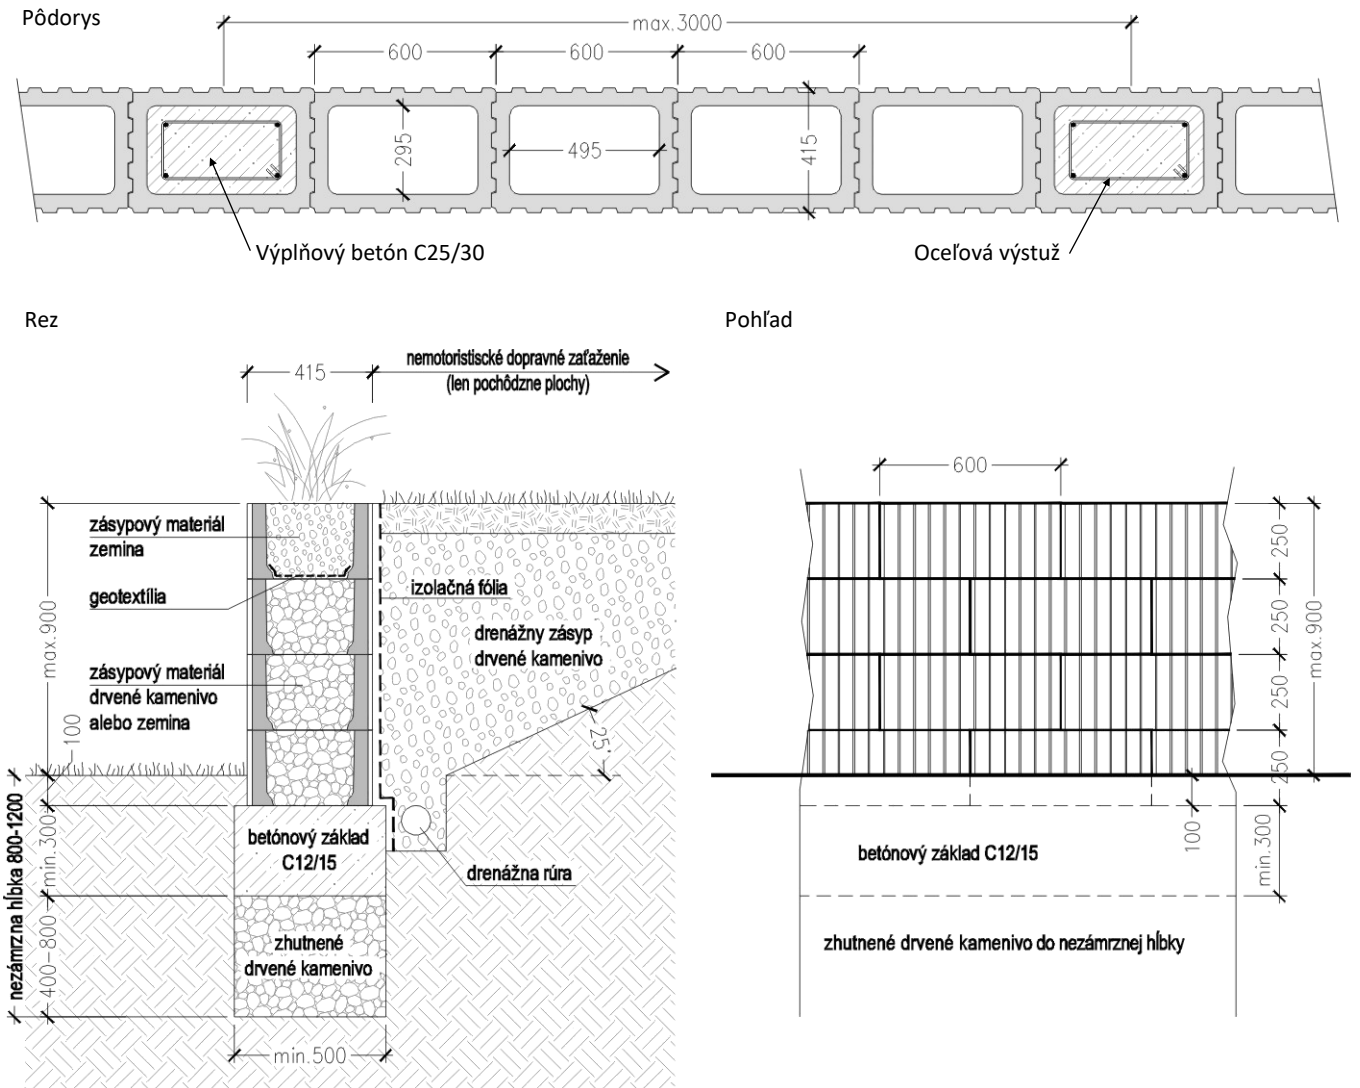 Pôdorys
max.3000
600
600
600
295
495
415
Výplňový betón C25/30
Oceľová výstuž
Rez
Pohľad
415
nemotoristické dopravné zaťaženie
(len pochôdzne plochy)
zásypový materiál
zemina
geotextília
zásypový materiál
drvené kamenivo
alebo zemina
izolačná fólia
drenážny zásyp
drvené kamenivo
25°
max.900
100
min.300
400-800
nezámrzna hĺbka 800-1200
betónový základ
C12/15
drenážna rúra
zhutnené
drvené kamenivo
min.500
600
250
250
250
250
max.900
100
min.300
betónový základ C12/15
zhutnené drvené kamenivo do nezámrznej hĺbky